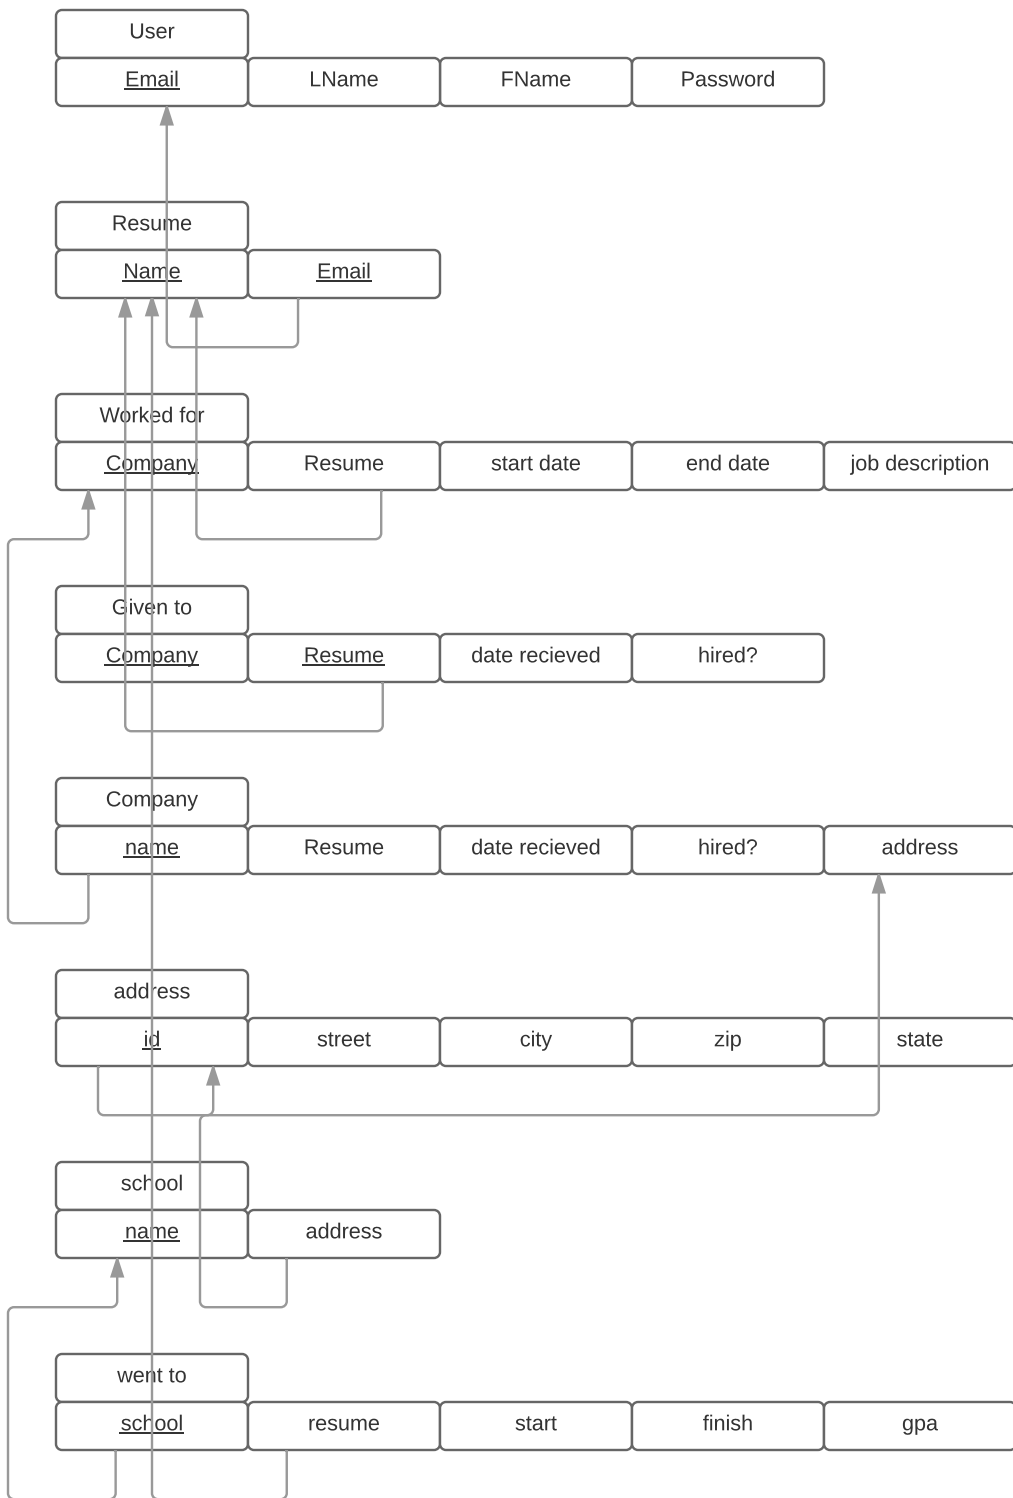 User
Email LName FName Password
Resume
Name Email
Worked for
Company Resume start date end date job description
Given to
Company Resume date recieved hired?
Company
name Resume date recieved hired? address
address
id street city zip state
school
name address
went to
school resume start finish gpa